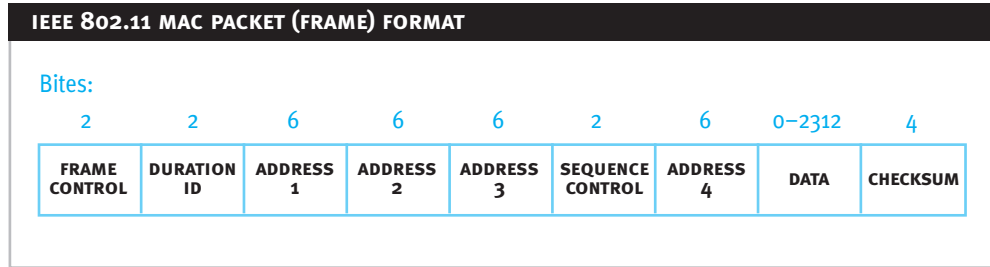 IEEE 802.11 MAC PACKET (FRAME) FORMAT
Bites:
2 2 6 6 6 2 6 0–2312 4
FRAME CONTROL DURATION ID ADDRESS 1 ADDRESS 2 ADDRESS 3 SEQUENCE CONTROL ADDRESS 4 DATA CHECKSUM